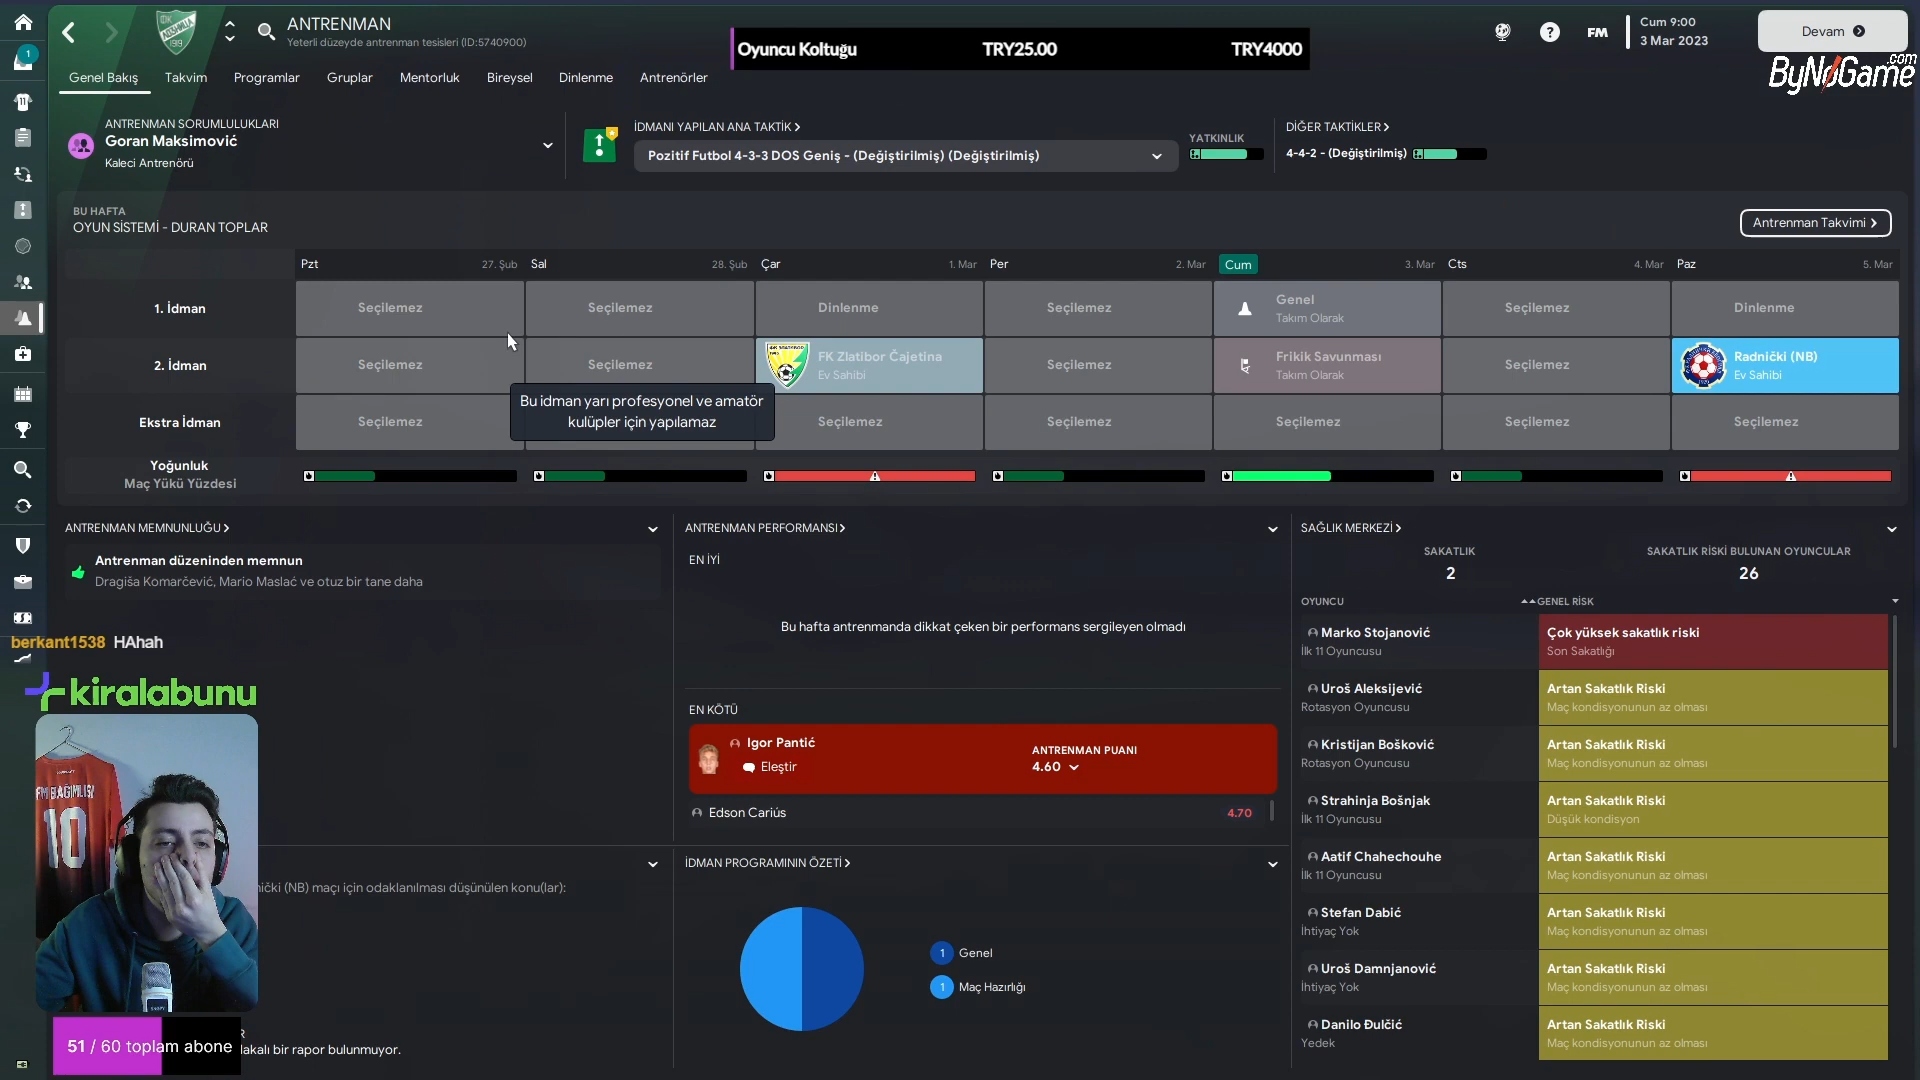 ANTRENMAN
Yeterli düzeyde antrenman tesisleri (ID:5740900)
Oyuncu Koltuğu TRY25.00 TRY4000
FM
Cum 9:00
3 Mar 2023
Devam
ByNoGame.com
1
Genel Bakış Takvim Programlar Gruplar Mentorluk Bireysel Dinlenme Antrenörler
ANTRENMAN SORUMLULUKLARI
Goran Maksimović
Kaleci Antrenörü
İDMANI YAPILAN ANA TAKTİK
Pozitif Futbol 4-3-3 DOS Geniş - (Değiştirilmiş) (Değiştirilmiş)
YATKINLIK
DİĞER TAKTİKLER
4-4-2 - (Değiştirilmiş)
BU HAFTA
OYUN SİSTEMİ - DURAN TOPLAR
Antrenman Takvimi
Pzt 27. Şub Sal 28. Şub Çar 1. Mar Per 2. Mar Cum 3. Mar Cts 4. Mar Paz 5. Mar
1. İdman
Seçilemez Seçilemez Dinlenme Seçilemez Genel Seçilemez Dinlenme
Takım Olarak
2. İdman
Seçilemez Seçilemez FK Zlatibor Čajetina Seçilemez Frikik Savunması Seçilemez Radnički (NB)
Ev Sahibi Takım Olarak Ev Sahibi
Bu idman yarı profesyonel ve amatör
kulüpler için yapılamaz
Ekstra İdman
Seçilemez Seçilemez Seçilemez Seçilemez Seçilemez Seçilemez
Yoğunluk
Maç Yükü Yüzdesi
ANTRENMAN MEMNUNLUĞU
Antrenman düzeninden memnun
Dragiša Komarčević, Mario Maslać ve otuz bir tane daha
berkant1538 HAhah
kiralabunu
FM BAĞIMLISI
10
nički (NB) maçı için odaklanılması düşünülen konu(lar):
R
51 / 60 toplam abone
lakalı bir rapor bulunmuyor.
ANTRENMAN PERFORMANSI
EN İYİ
Bu hafta antrenmanda dikkat çeken bir performans sergileyen olmadı
EN KÖTÜ
Igor Pantić
Eleştir
ANTRENMAN PUANI
4.60
Edson Cariús 4.70
İDMAN PROGRAMININ ÖZETİ
1 Genel
1 Maç Hazırlığı
SAĞLIK MERKEZİ
SAKATLIK
2
SAKATLIK RİSKİ BULUNAN OYUNCULAR
26
OYUNCU GENEL RİSK
Marko Stojanović Çok yüksek sakatlık riski
İlk 11 Oyuncusu Son Sakatlığı
Uroš Aleksijević Artan Sakatlık Riski
Rotasyon Oyuncusu Maç kondisyonunun az olması
Kristijan Bošković Artan Sakatlık Riski
Rotasyon Oyuncusu Maç kondisyonunun az olması
Strahinja Bošnjak Artan Sakatlık Riski
İlk 11 Oyuncusu Düşük kondisyon
Aatif Chahechouhe Artan Sakatlık Riski
İlk 11 Oyuncusu Maç kondisyonunun az olması
Stefan Dabić Artan Sakatlık Riski
İhtiyaç Yok Maç kondisyonunun az olması
Uroš Damnjanović Artan Sakatlık Riski
İhtiyaç Yok Maç kondisyonunun az olması
Danilo Đulčić Artan Sakatlık Riski
Yedek Maç kondisyonunun az olması